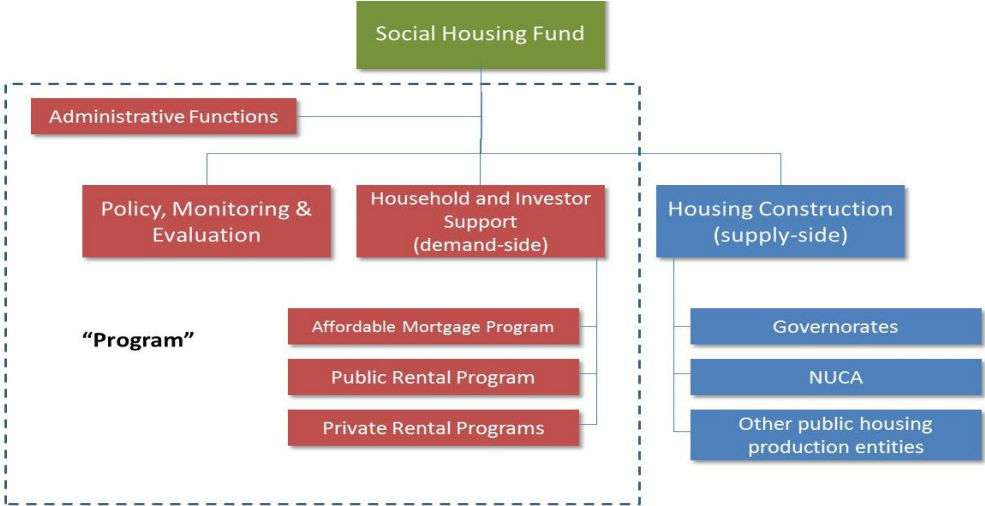 Social Housing Fund
Administrative Functions
Policy, Monitoring &
Evaluation
Household and Investor
Support
(demand-side)
Housing Construction
(supply-side)
“Program”
Affordable Mortgage Program
Public Rental Program
Private Rental Programs
Governorates
NUCA
Other public housing
production entities